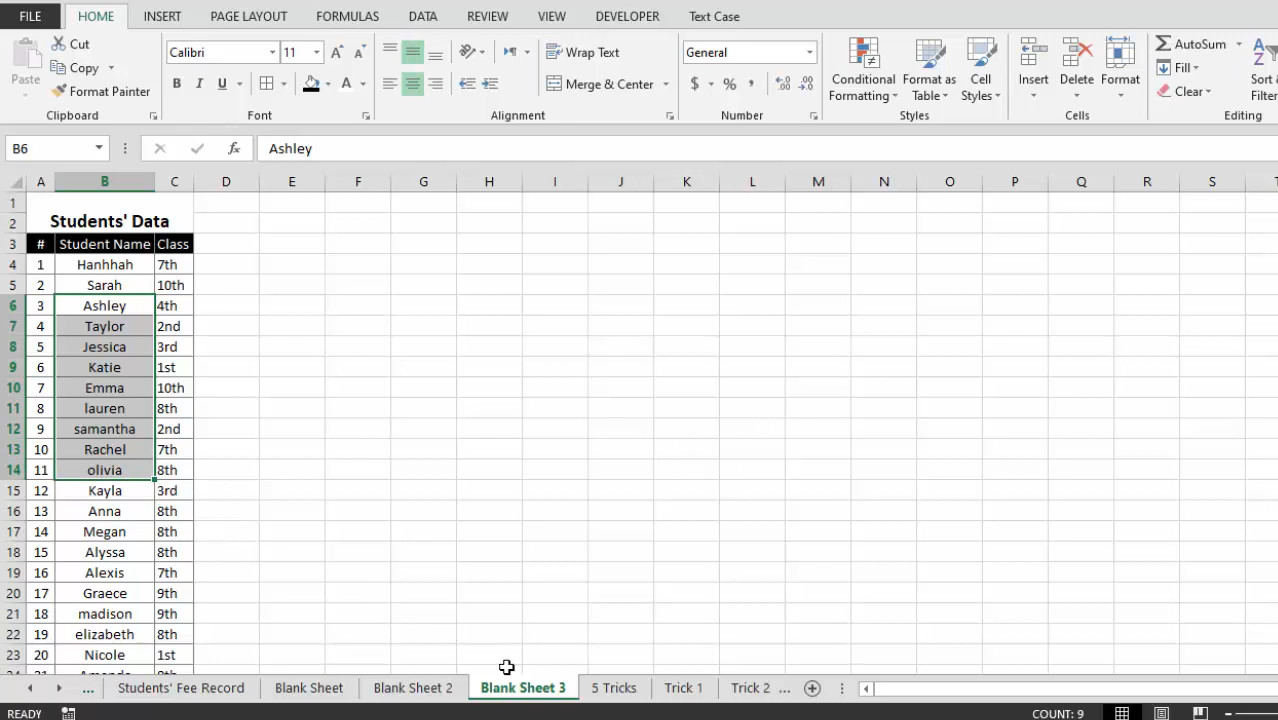 FILE HOME INSERT PAGE LAYOUT FORMULAS DATA REVIEW VIEW DEVELOPER Text Case
Paste Cut Copy Format Painter Clipboard
Calibri 11 A A B I U A Font
Wrap Text Merge & Center Alignment
General $ % , Number
Conditional Formatting Format as Table Cell Styles Styles
Insert Delete Format Cells
AutoSum Fill Clear Sort Filter Editing
B6 fx Ashley
A B C D E F G H I J K L M N O P Q R S T
1
2 Students' Data
3 # Student Name Class
4 1 Hanhhah 7th
5 2 Sarah 10th
6 3 Ashley 4th
7 4 Taylor 2nd
8 5 Jessica 3rd
9 6 Katie 1st
10 7 Emma 10th
11 8 lauren 8th
12 9 samantha 2nd
13 10 Rachel 7th
14 11 olivia 8th
15 12 Kayla 3rd
16 13 Anna 8th
17 14 Megan 8th
18 15 Alyssa 8th
19 16 Alexis 7th
20 17 Graece 9th
21 18 madison 9th
22 19 elizabeth 8th
23 20 Nicole 1st
... Students' Fee Record Blank Sheet Blank Sheet 2 Blank Sheet 3 5 Tricks Trick 1 Trick 2 ...
READY COUNT: 9